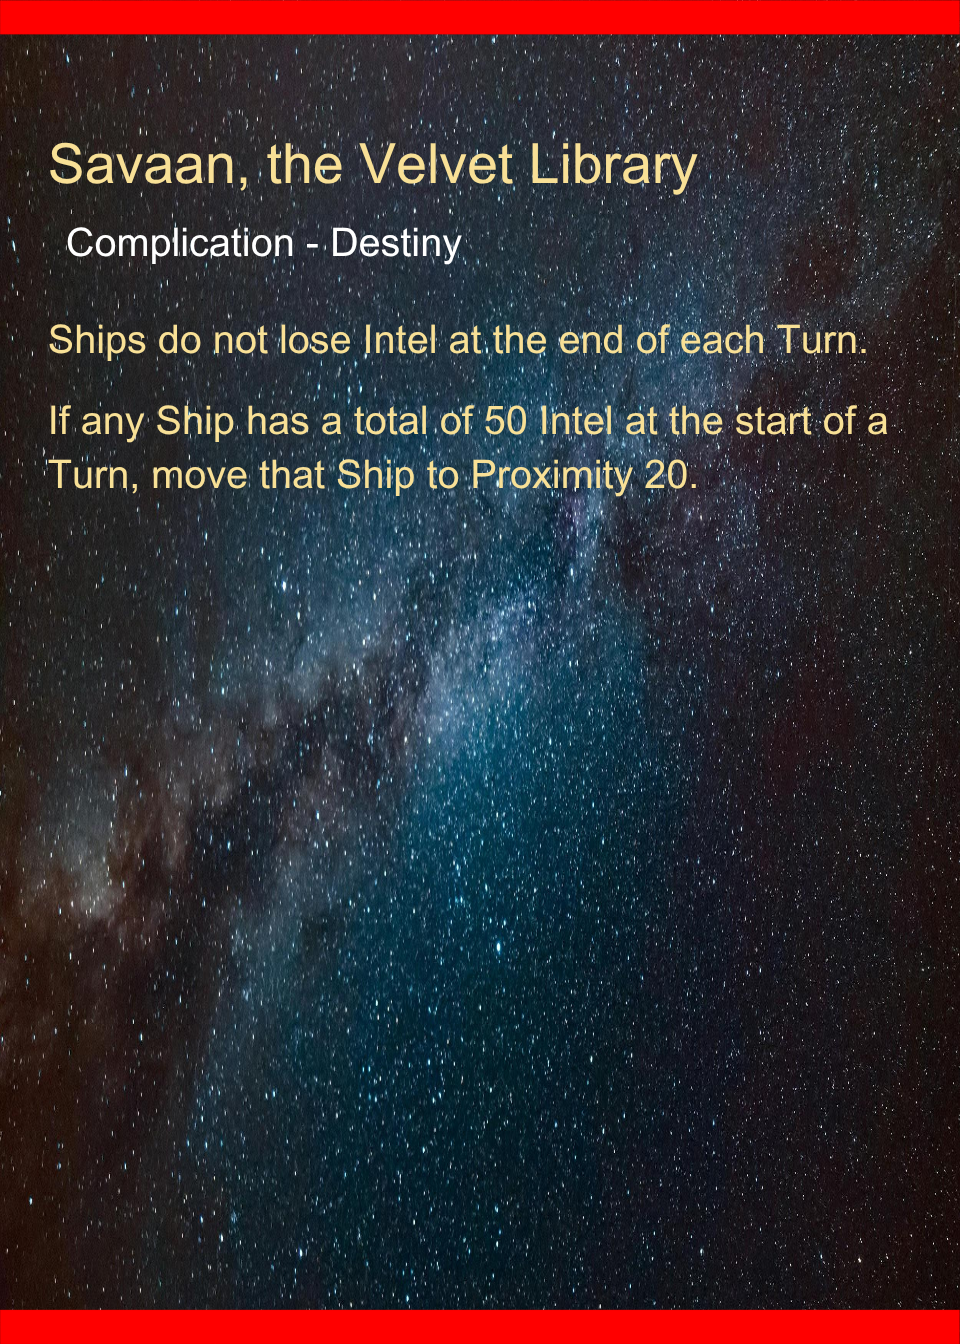 Savaan, the Velvet Library
Complication - Destiny
Ships do not lose Intel at the end of each Turn.
If any Ship has a total of 50 Intel at the start of a
Turn, move that Ship to Proximity 20.